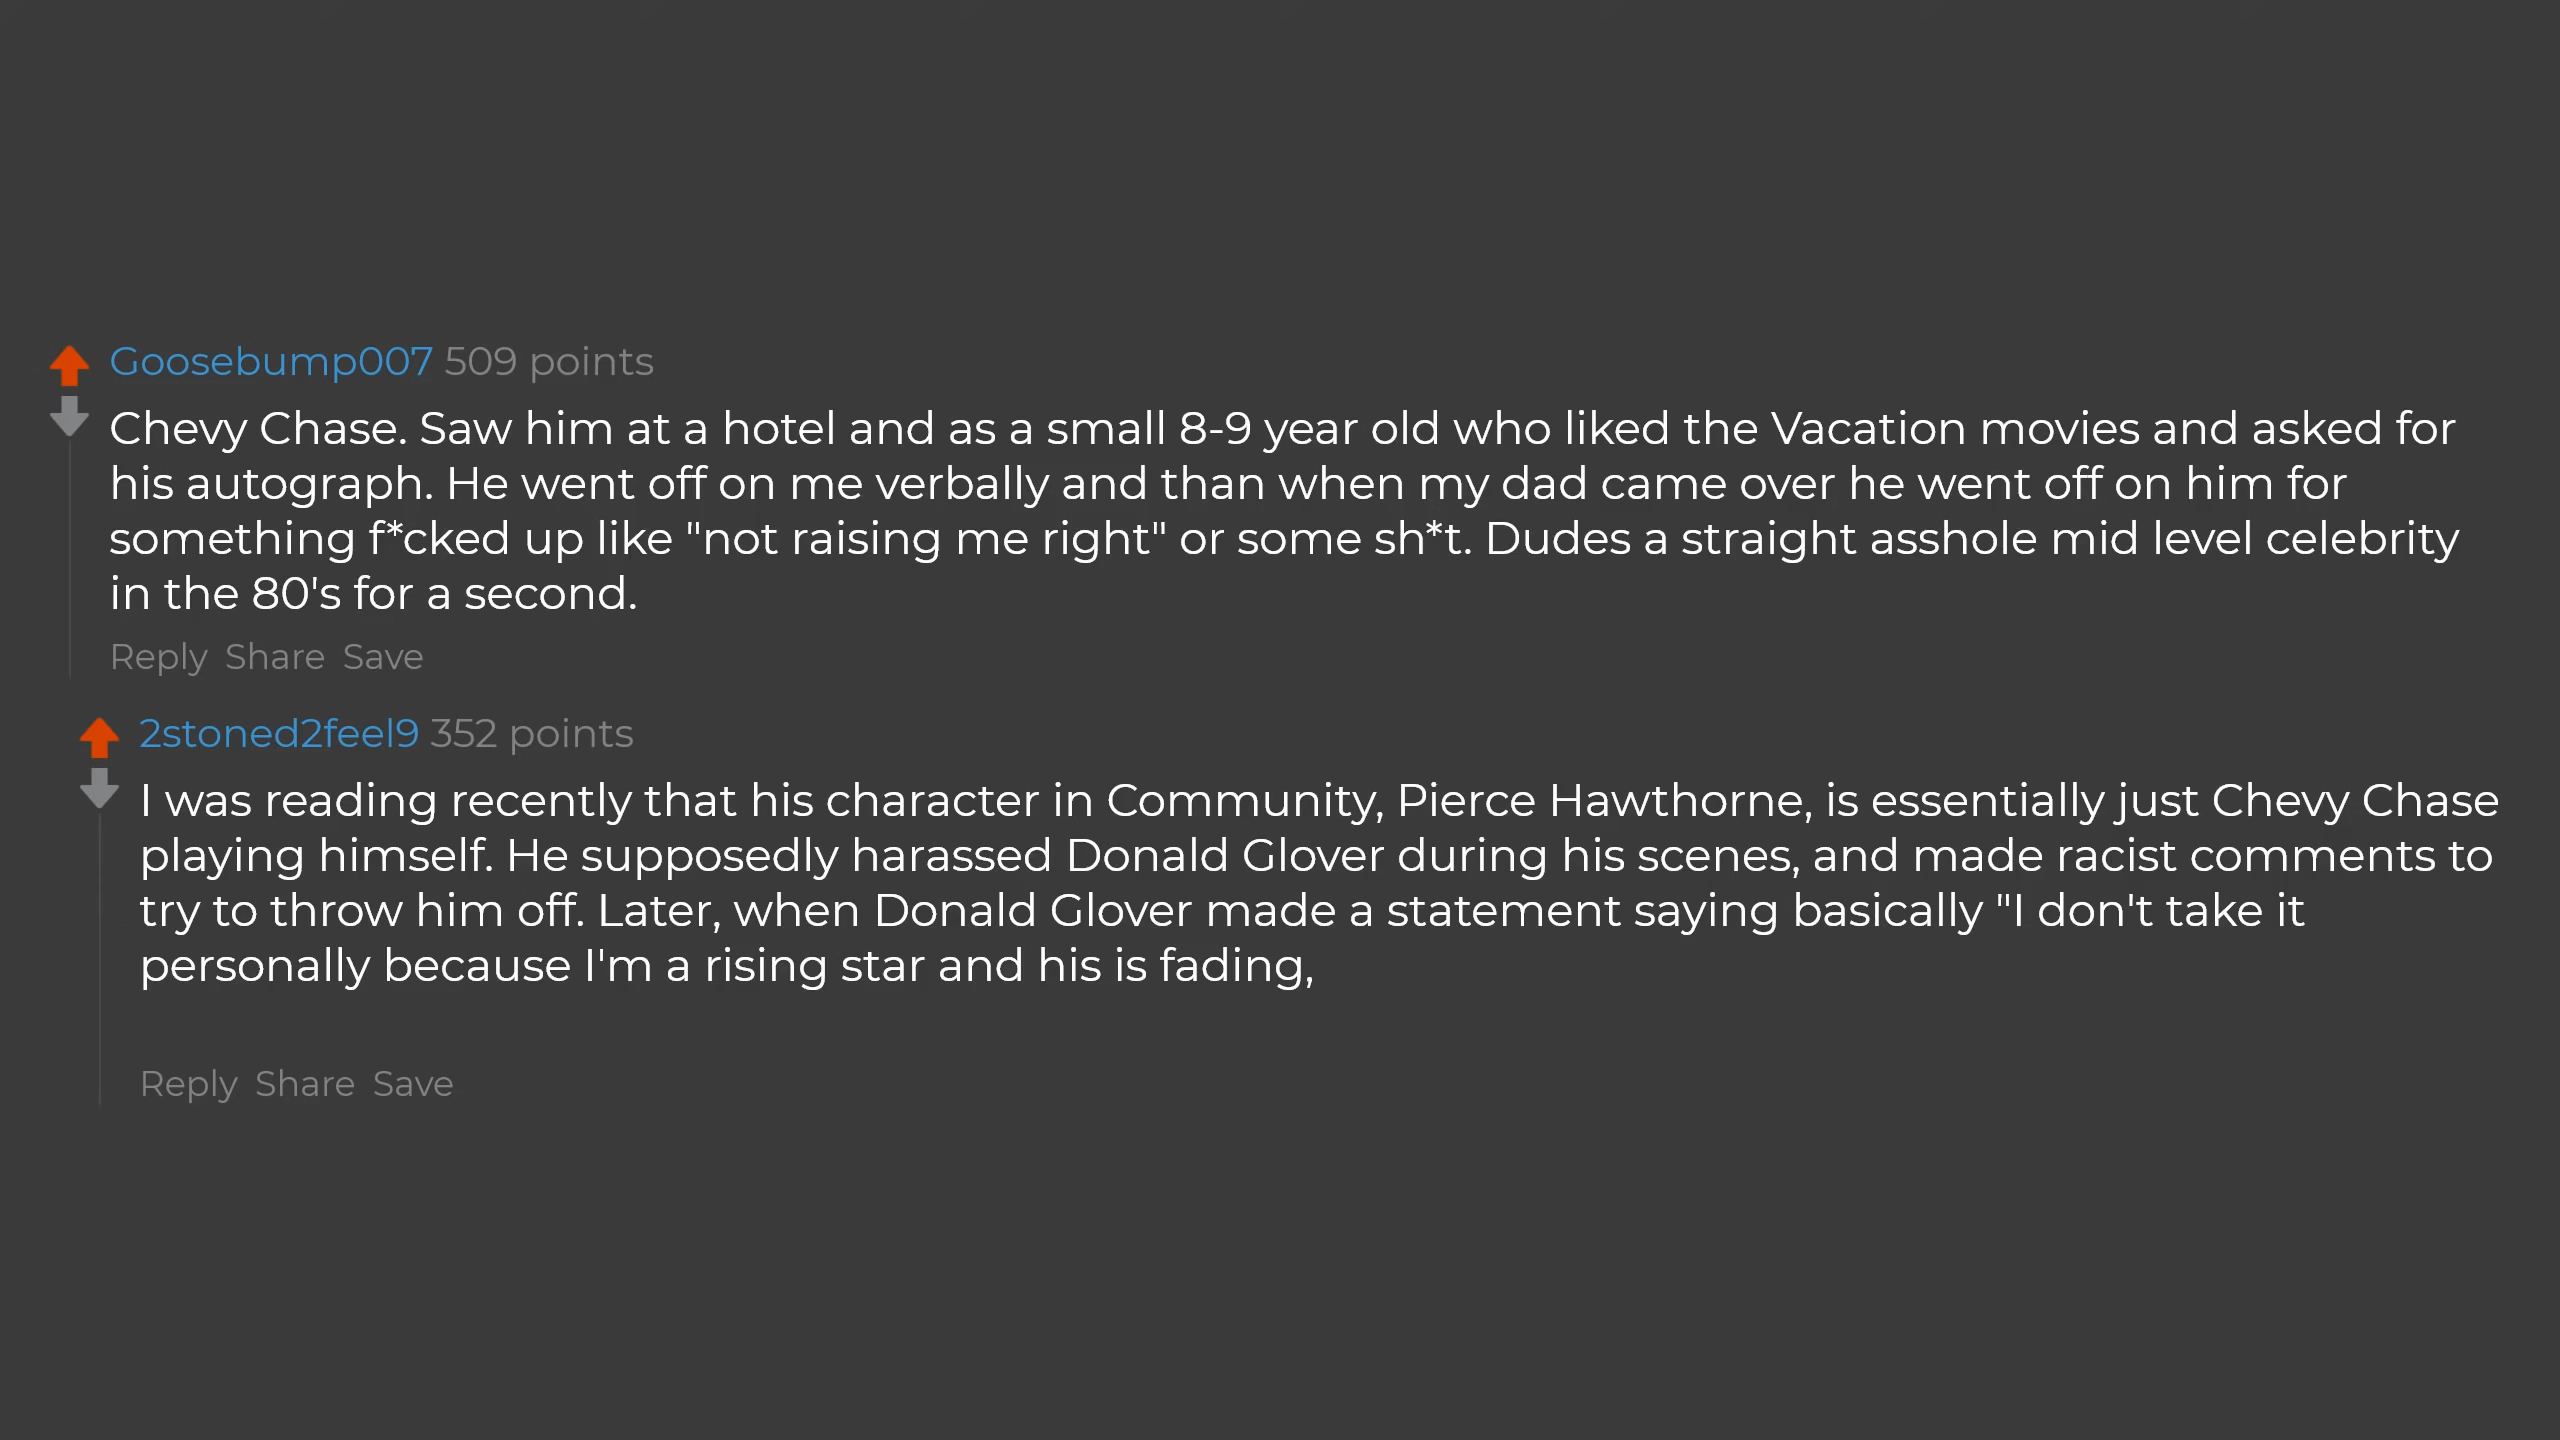 Goosebump007 509 points
Chevy Chase. Saw him at a hotel and as a small 8-9 year old who liked the Vacation movies and asked for
his autograph. He went off on me verbally and than when my dad came over he went off on him for
something f*cked up like "not raising me right" or some sh*t. Dudes a straight asshole mid level celebrity
in the 80's for a second.
Reply Share Save
2stoned2feel9 352 points
I was reading recently that his character in Community, Pierce Hawthorne, is essentially just Chevy Chase
playing himself. He supposedly harassed Donald Glover during his scenes, and made racist comments to
try to throw him off. Later, when Donald Glover made a statement saying basically "I don't take it
personally because I'm a rising star and his is fading,
Reply Share Save